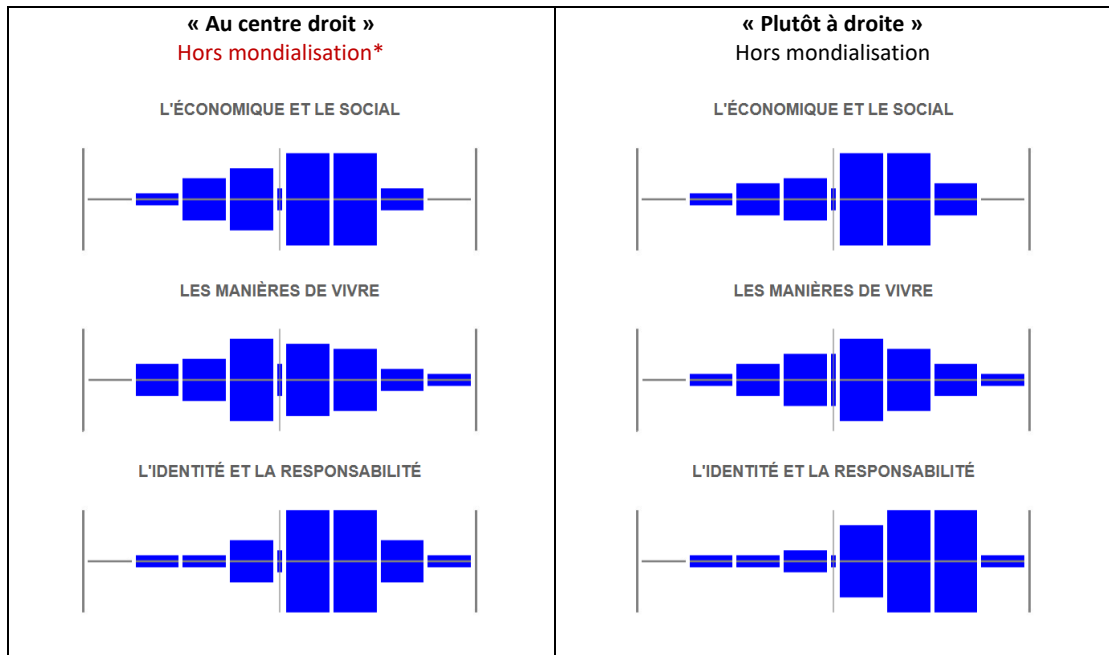 « Au centre droit »
Hors mondialisation*
L'ÉCONOMIQUE ET LE SOCIAL
LES MANIÈRES DE VIVRE
L'IDENTITÉ ET LA RESPONSABILITÉ
« Plutôt à droite »
Hors mondialisation
L'ÉCONOMIQUE ET LE SOCIAL
LES MANIÈRES DE VIVRE
L'IDENTITÉ ET LA RESPONSABILITÉ